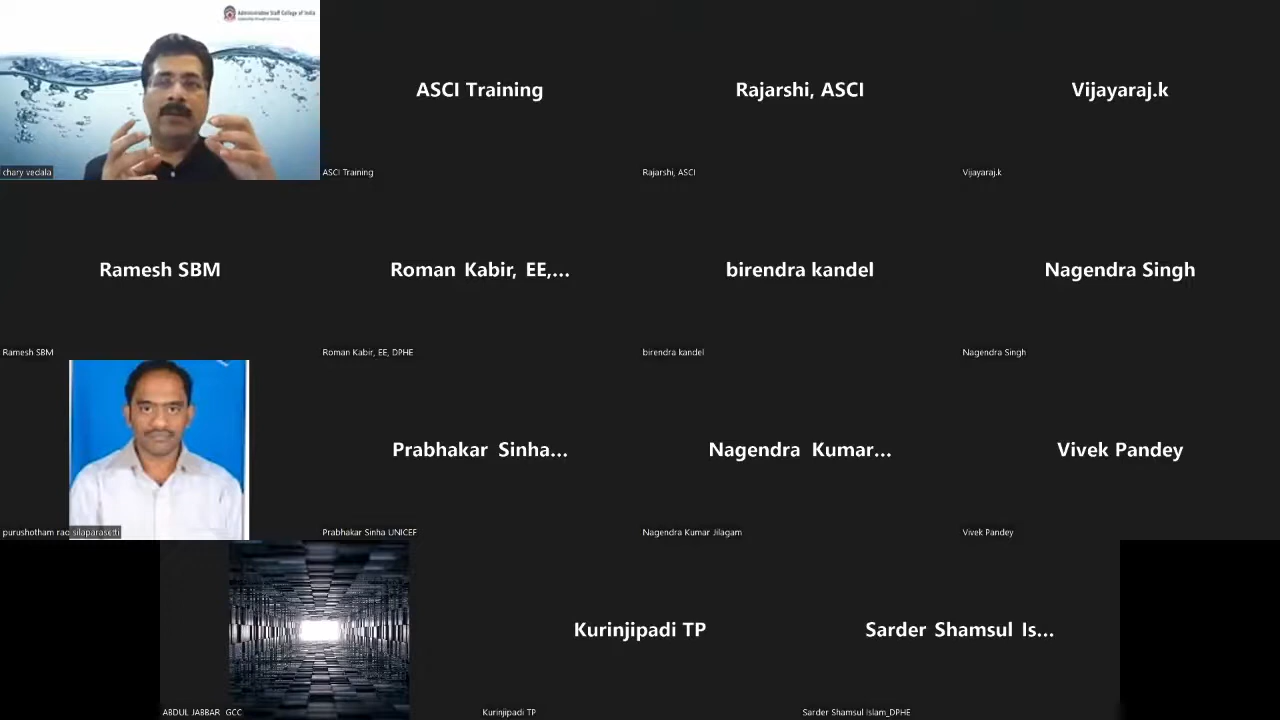 Administrative Staff College of India
chary vedala
ASCI Training
ASCI Training
Rajarshi, ASCI
Rajarshi, ASCI
Vijayaraj.k
Vijayaraj.k
Ramesh SBM
Ramesh SBM
Roman Kabir, EE,...
Roman Kabir, EE, DPHE
birendra kandel
birendra kandel
Nagendra Singh
Nagendra Singh
purushotham rao silaparasetti
Prabhakar Sinha...
Prabhakar Sinha UNICEF
Nagendra Kumar...
Nagendra Kumar Jilagam
Vivek Pandey
Vivek Pandey
ABDUL JABBAR GCC
Kurinjipadi TP
Kurinjipadi TP
Sarder Shamsul Is...
Sarder Shamsul Islam_DPHE